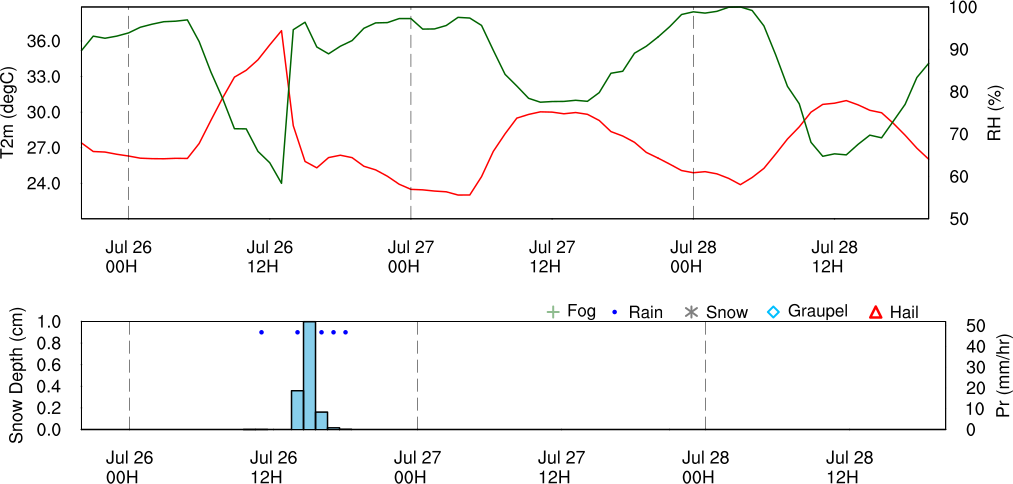 100
36.0
90
33.0
80
T2m (degC)
RH (%)
30.0
70
27.0
60
24.0
50
Jul 26 Jul 26 Jul 27 Jul 27 Jul 28 Jul 28
00H 12H 00H 12H 00H 12H
Fog Rain Snow Graupel Hail
1.0 50
0.8 40
0.6 30
Snow Depth (cm) Pr (mm/hr)
0.4 20
0.2 10
0.0 0
Jul 26 Jul 26 Jul 27 Jul 27 Jul 28 Jul 28
00H 12H 00H 12H 00H 12H